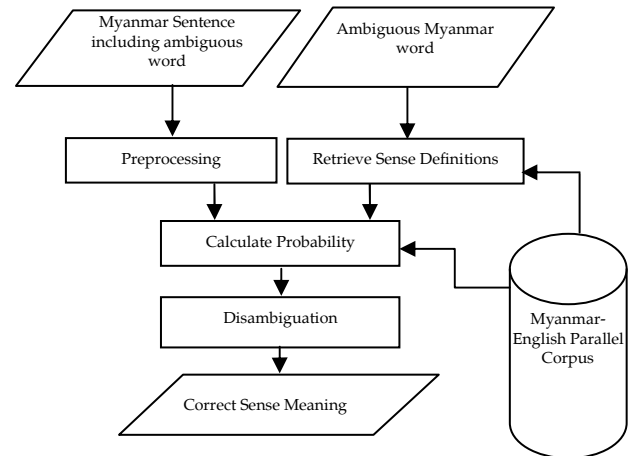 Myanmar Sentence
including ambiguous
word
Ambiguous Myanmar
word
Preprocessing
Retrieve Sense Definitions
Calculate Probability
Disambiguation
Myanmar-
English Parallel
Corpus
Correct Sense Meaning